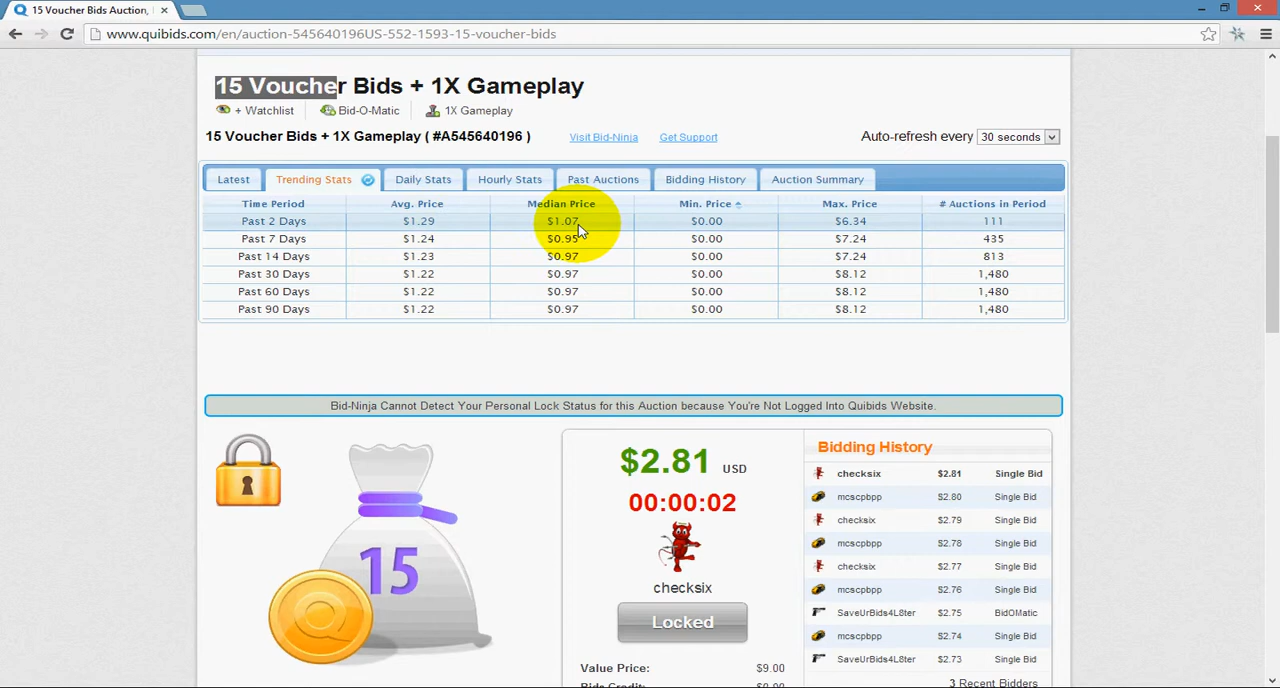 15 Voucher Bids Auction,
www.quibids.com/en/auction-545640196US-552-1593-15-voucher-bids
15 Voucher Bids + 1X Gameplay
+ Watchlist Bid-O-Matic 1X Gameplay
15 Voucher Bids + 1X Gameplay ( #A545640196 ) Visit Bid-Ninja Get Support Auto-refresh every 30 seconds
Latest Trending Stats Daily Stats Hourly Stats Past Auctions Bidding History Auction Summary
Time Period Avg. Price Median Price Min. Price Max. Price # Auctions in Period
Past 2 Days $1.29 $1.07 $0.00 $6.34 111
Past 7 Days $1.24 $0.95 $0.00 $7.24 435
Past 14 Days $1.23 $0.97 $0.00 $7.24 813
Past 30 Days $1.22 $0.97 $0.00 $8.12 1,480
Past 60 Days $1.22 $0.97 $0.00 $8.12 1,480
Past 90 Days $1.22 $0.97 $0.00 $8.12 1,480
Bid-Ninja Cannot Detect Your Personal Lock Status for this Auction because You're Not Logged Into Quibids Website.
15
$2.81 USD
00:00:02
checksix
Locked
Value Price: $9.00
Bidding History
checksix $2.81 Single Bid
mcscpbpp $2.80 Single Bid
checksix $2.79 Single Bid
mcscpbpp $2.78 Single Bid
checksix $2.77 Single Bid
mcscpbpp $2.76 Single Bid
SaveUrBids4L8ter $2.75 BidOMatic
mcscpbpp $2.74 Single Bid
SaveUrBids4L8ter $2.73 Single Bid
3 Recent Bidders